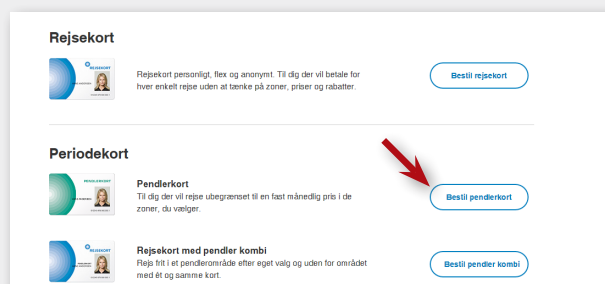 Rejsekort
REJSEKORT
Rejsekort personligt, flex og anonymt. Til dig der vil betale for
hver enkelt rejse uden at tænke på zoner, priser og rabatter.
Bestil rejsekort
Periodekort
PENDLERKORT
Pendlerkort
Til dig der vil rejse ubegrænset til en fast månedlig pris i de
zoner, du vælger.
Bestil pendlerkort
REJSEKORT
Rejsekort med pendler kombi
Rejs frit i et pendlerområde efter eget valg og uden for området
med ét og samme kort.
Bestil pendler kombi